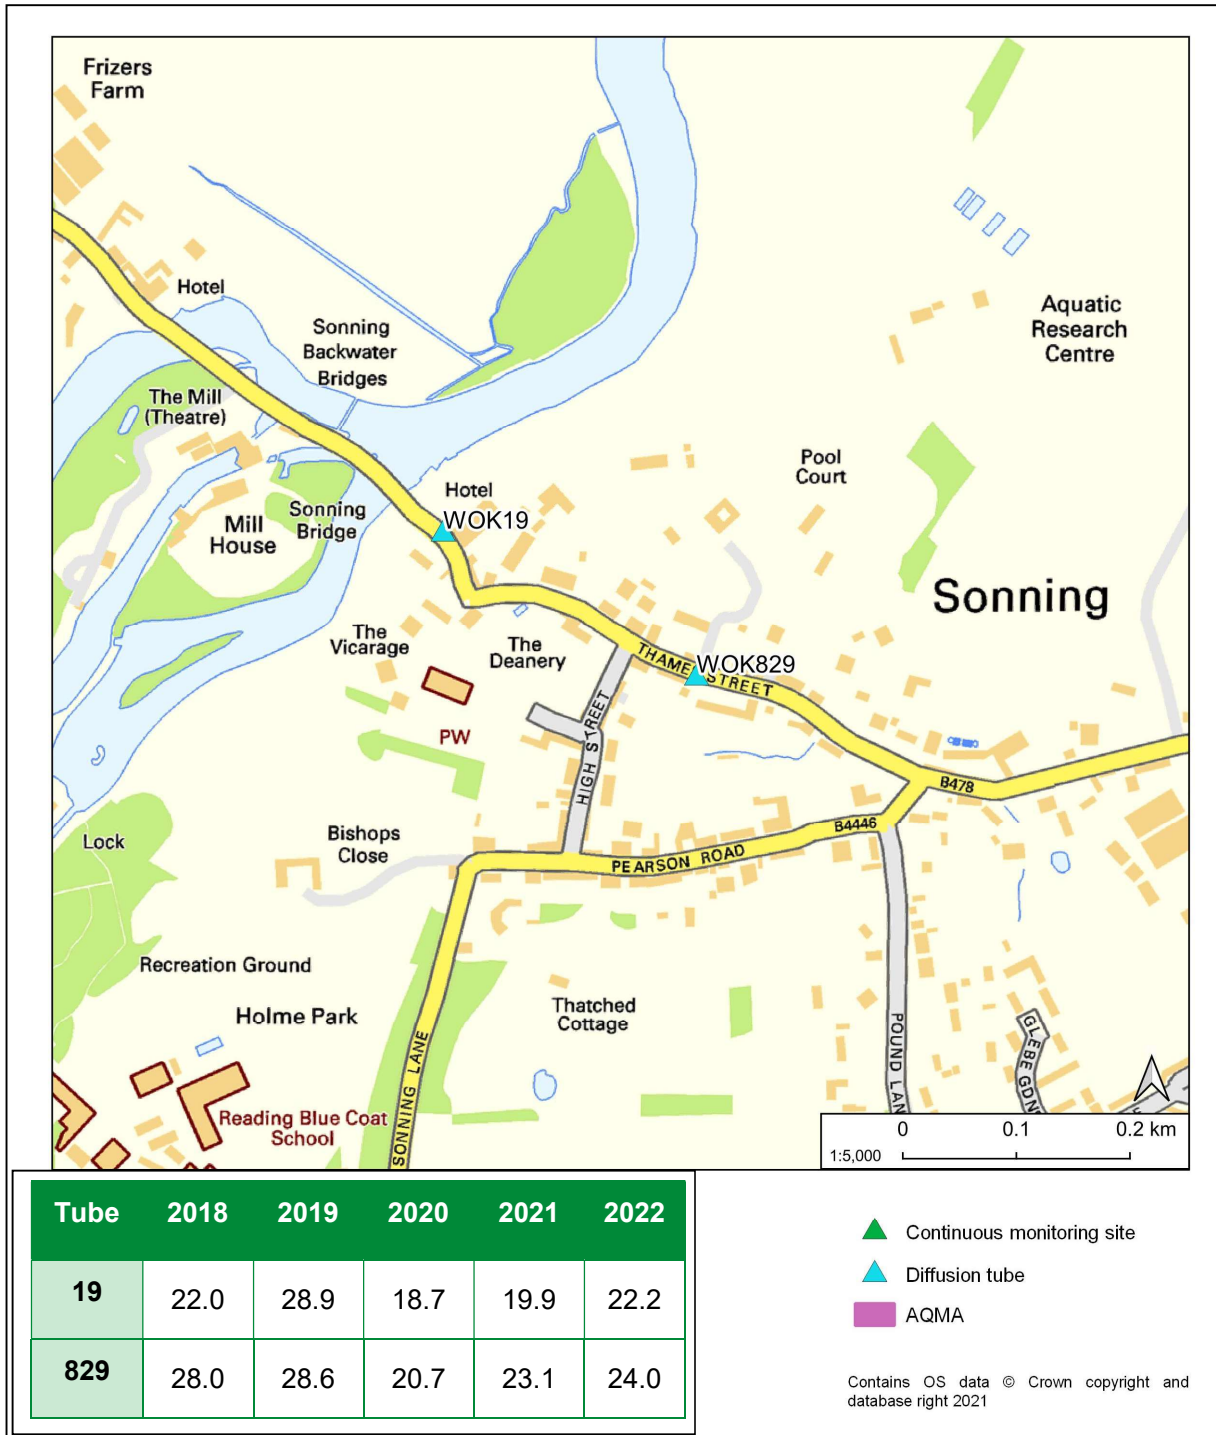 Frizers
Farm
Hotel
Sonning
Backwater
Bridges
Aquatic
Research
Centre
The Mill
(Theatre)
Pool
Court
Hotel
WOK19
Sonning
Bridge
Mill
House
Sonning
The
Vicarage
The
Deanery
THAME
STREET
WOK829
HIGH STREET
PW
B478
Lock
Bishops
Close
B4446
PEARSON ROAD
Recreation Ground
Holme Park
Thatched
Cottage
SONNING LANE
POUND LAN
GLEBE GDNS
Reading Blue Coat
School
0 0.1 0.2 km
1:5,000
Tube 2018 2019 2020 2021 2022
19 22.0 28.9 18.7 19.9 22.2
829 28.0 28.6 20.7 23.1 24.0
Continuous monitoring site
Diffusion tube
AQMA
Contains OS data © Crown copyright and
database right 2021